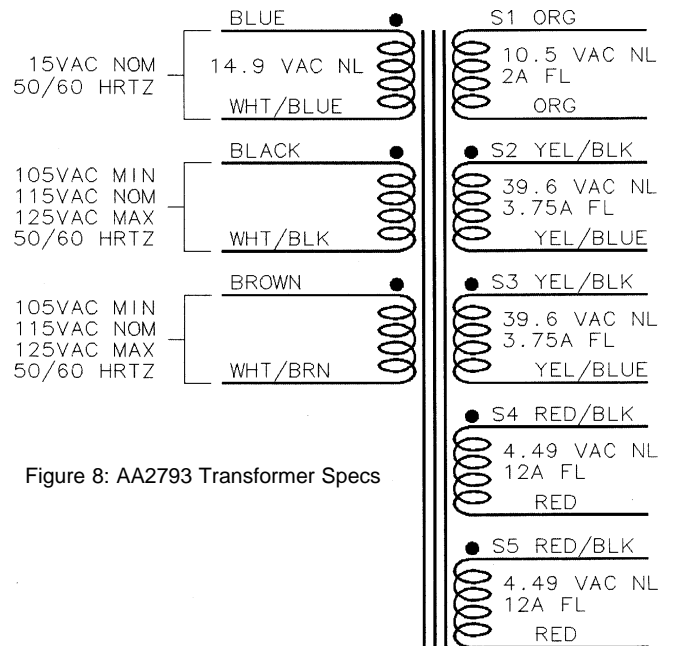 BLUE
15VAC NOM
50/60 HRTZ
14.9 VAC NL
WHT/BLUE
BLACK
105VAC MIN
115VAC NOM
125VAC MAX
50/60 HRTZ
WHT/BLK
BROWN
105VAC MIN
115VAC NOM
125VAC MAX
50/60 HRTZ
WHT/BRN
S1 ORG
10.5 VAC NL
2A FL
ORG
S2 YEL/BLK
39.6 VAC NL
3.75A FL
YEL/BLUE
S3 YEL/BLK
39.6 VAC NL
3.75A FL
YEL/BLUE
S4 RED/BLK
4.49 VAC NL
12A FL
RED
S5 RED/BLK
4.49 VAC NL
12A FL
RED
Figure 8: AA2793 Transformer Specs